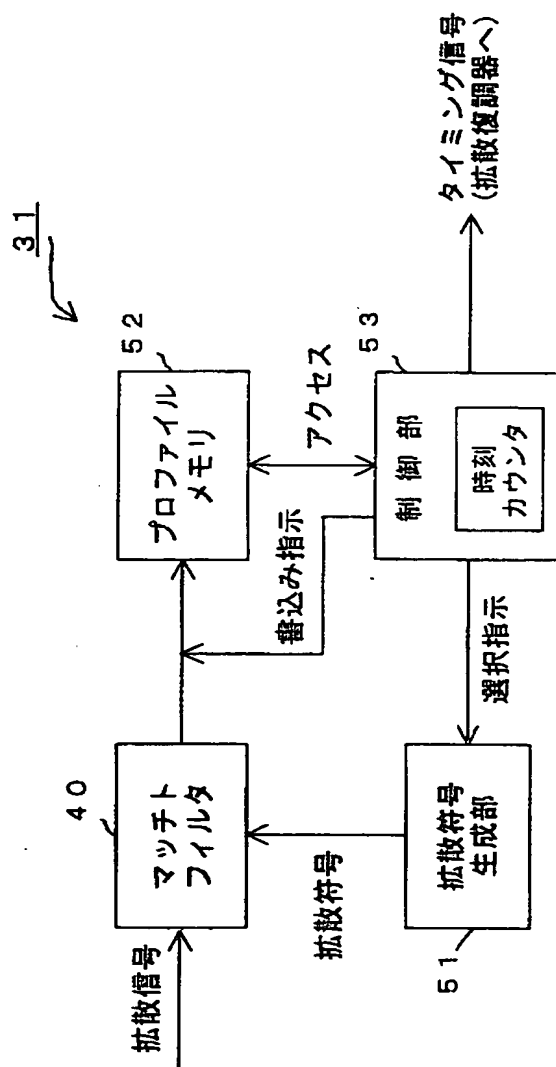 ３１
拡散信号
４０
マッチト
フィルタ
５２
プロファイル
メモリ
書込み指示
アクセス
拡散符号
５１
拡散符号
生成部
選択指示
５３
制御部
時刻
カウンタ
タイミング信号
(拡散復調器へ)